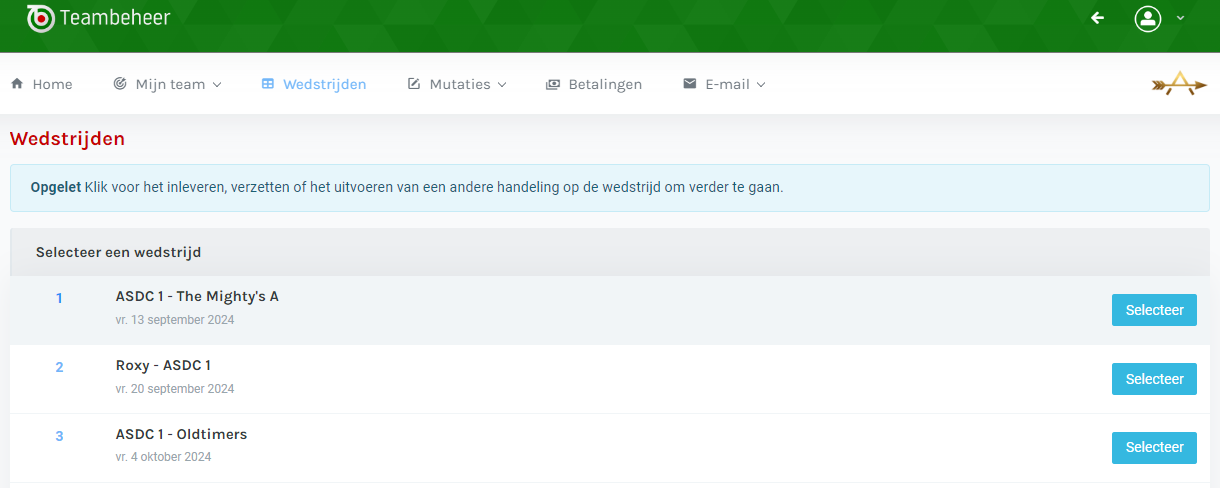 Teambeheer
Home Mijn team Wedstrijden Mutaties Betalingen E-mail
Wedstrijden
Opgelet Klik voor het inleveren, verzetten of het uitvoeren van een andere handeling op de wedstrijd om verder te gaan.
Selecteer een wedstrijd
1 ASDC 1 - The Mighty's A
vr. 13 september 2024
Selecteer
2 Roxy - ASDC 1
vr. 20 september 2024
Selecteer
3 ASDC 1 - Oldtimers
vr. 4 oktober 2024
Selecteer